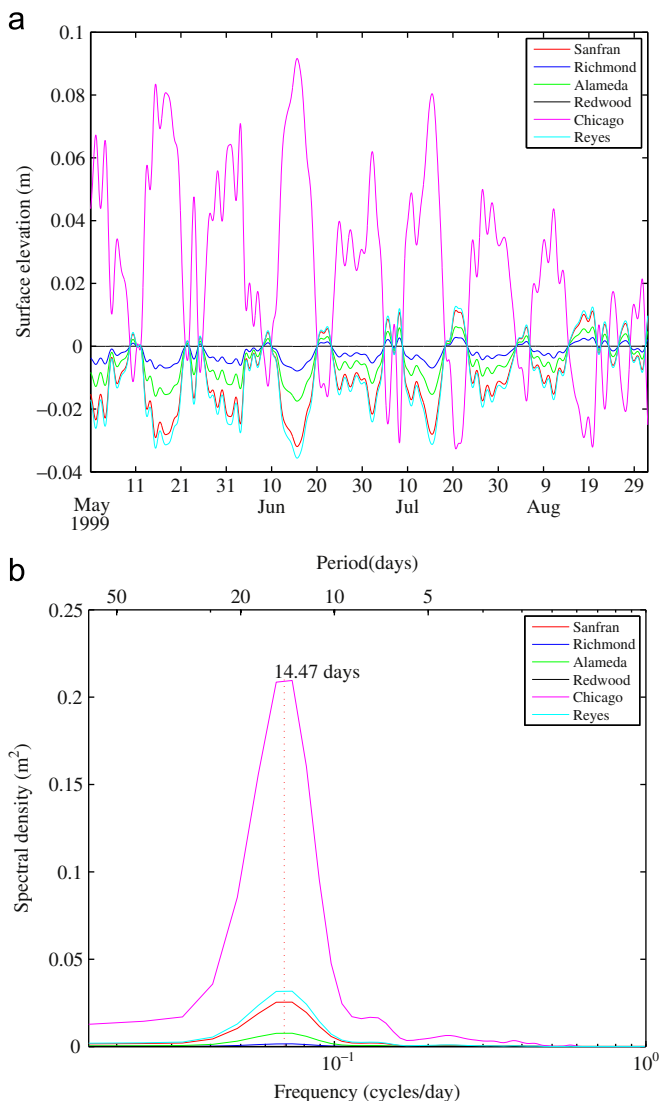 a
0.1
0.08
0.06
0.04
0.02
0
−0.02
−0.04
Surface elevation (m)
Sanfran
Richmond
Alameda
Redwood
Chicago
Reyes
11 21 31 10 20 30 10 20 30 9 19 29
May Jun Jul Aug
1999
b
Period(days)
50 20 10 5
0.25
0.2
0.15
0.1
0.05
0
Spectral density (m²)
14.47 days
Sanfran
Richmond
Alameda
Redwood
Chicago
Reyes
10⁻¹ 10⁰
Frequency (cycles/day)